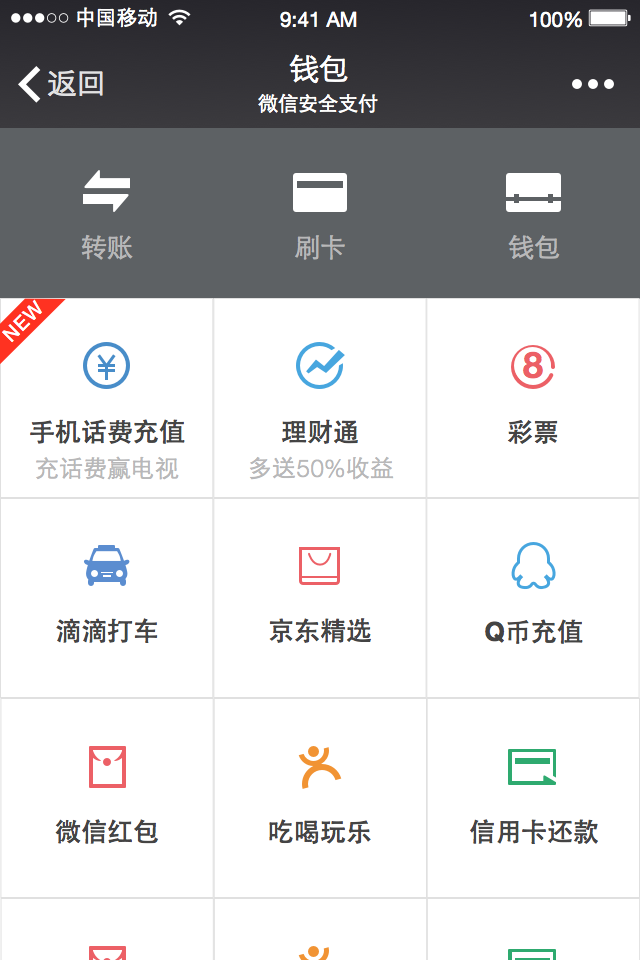 中国移动 9:41 AM 100%
返回 钱包
微信安全支付
转账 刷卡 钱包
NEW
手机话费充值 理财通 彩票
充话费赢电视 多送50%收益
滴滴打车 京东精选 Q币充值
微信红包 吃喝玩乐 信用卡还款